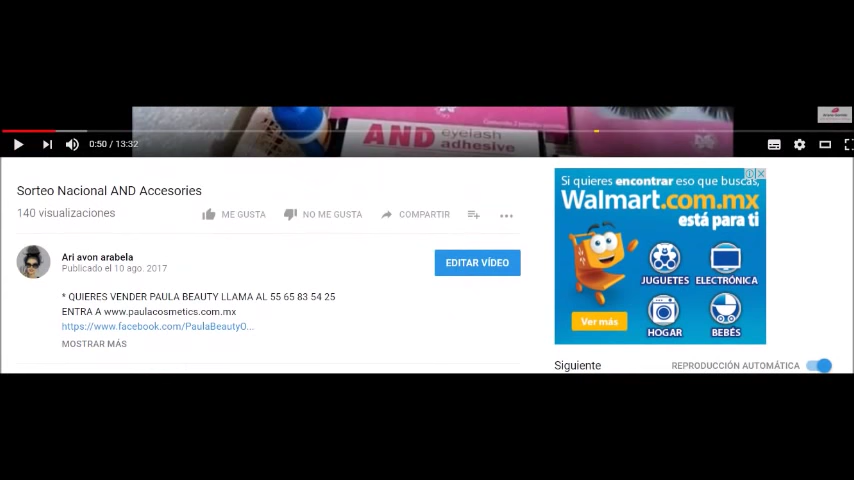 AND eyelash
adhesive
0:50 / 13:32
Sorteo Nacional AND Accesories
140 visualizaciones
ME GUSTA
NO ME GUSTA
COMPARTIR
Ari avon arabela
Publicado el 10 ago. 2017
EDITAR VÍDEO
* QUIERES VENDER PAULA BEAUTY LLAMA AL 55 65 83 54 25
ENTRA A www.paulacosmetics.com.mx
https://www.facebook.com/PaulaBeautyO...
MOSTRAR MÁS
Si quieres encontrar eso que buscas,
Walmart.com.mx
está para ti
JUGUETES
ELECTRÓNICA
HOGAR
BEBÉS
Ver más
Siguiente
REPRODUCCIÓN AUTOMÁTICA